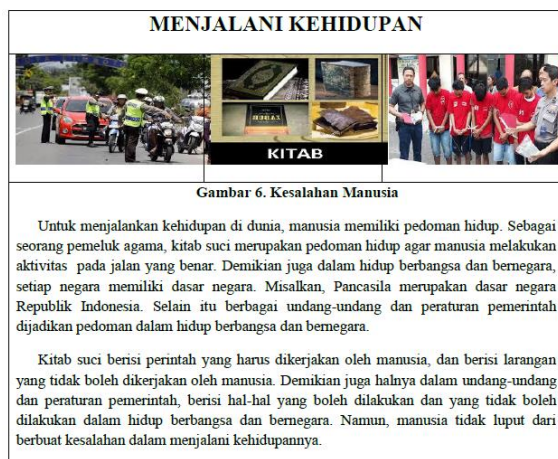 MENJALANI KEHIDUPAN
KITAB
Gambar 6. Kesalahan Manusia
Untuk menjalankan kehidupan di dunia, manusia memiliki pedoman hidup. Sebagai
seorang pemeluk agama, kitab suci merupakan pedoman hidup agar manusia melakukan
aktivitas pada jalan yang benar. Demikian juga dalam hidup berbangsa dan bernegara,
setiap negara memiliki dasar negara. Misalkan, Pancasila merupakan dasar negara
Republik Indonesia. Selain itu berbagai undang-undang dan peraturan pemerintah
dijadikan pedoman dalam hidup berbangsa dan bernegara.
Kitab suci berisi perintah yang harus dikerjakan oleh manusia, dan berisi larangan
yang tidak boleh dikerjakan oleh manusia. Demikian juga halnya dalam undang-undang
dan peraturan pemerintah, berisi hal-hal yang boleh dilakukan dan yang tidak boleh
dilakukan dalam hidup berbangsa dan bernegara. Namun, manusia tidak luput dari
berbuat kesalahan dalam menjalani kehidupannya.